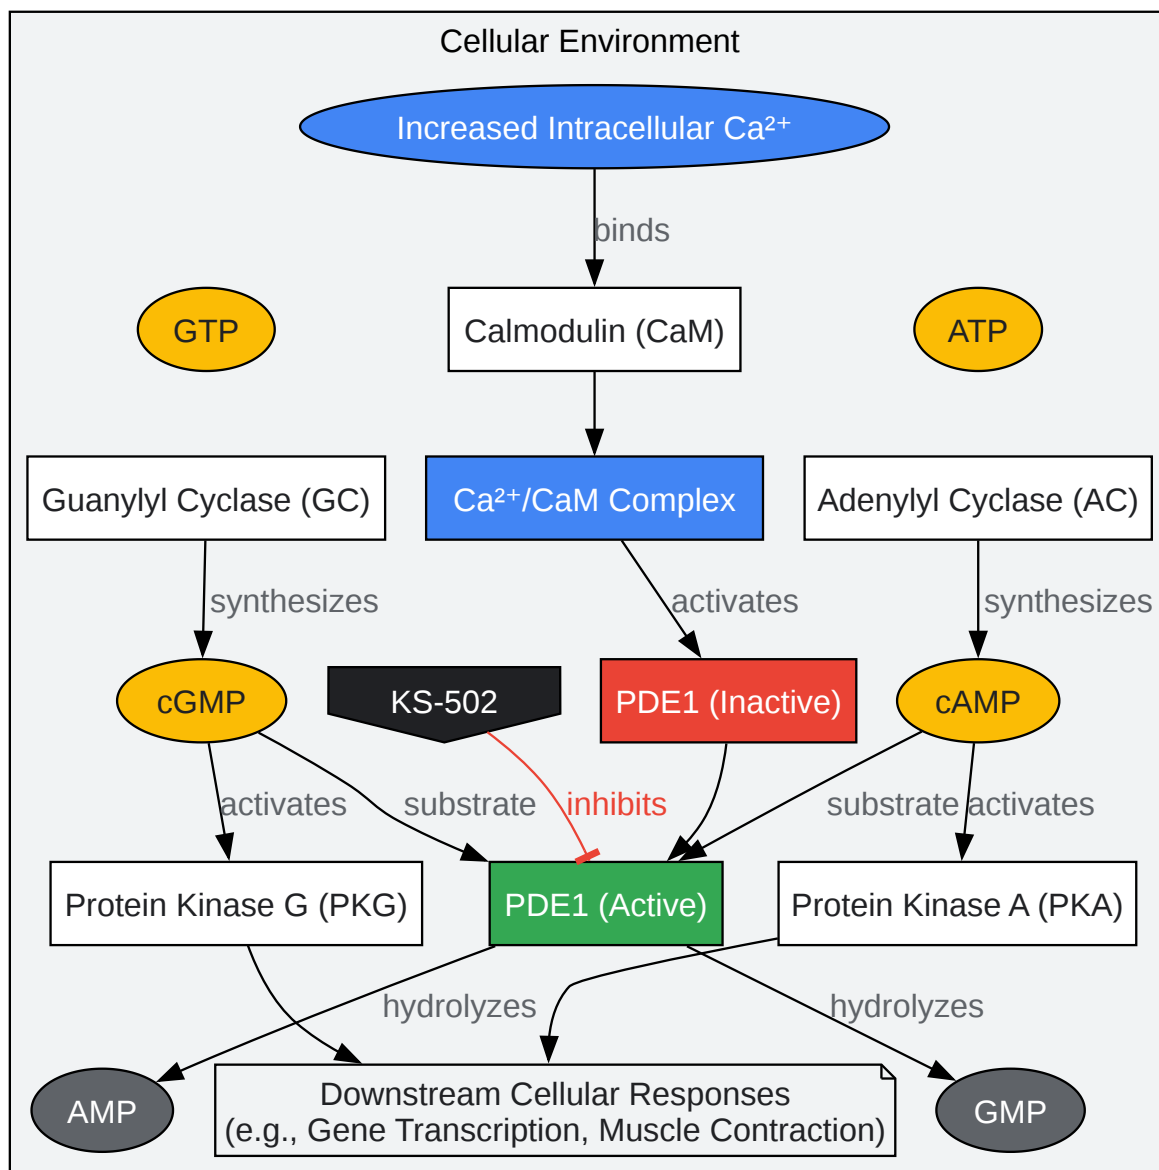 Cellular Environment
Increased Intracellular Ca²⁺
binds
GTP
Calmodulin (CaM)
ATP
Guanylyl Cyclase (GC)
Ca²⁺/CaM Complex
Adenylyl Cyclase (AC)
synthesizes
activates
synthesizes
cGMP
KS-502
PDE1 (Inactive)
cAMP
activates
substrate
inhibits
substrate
activates
Protein Kinase G (PKG)
PDE1 (Active)
Protein Kinase A (PKA)
hydrolyzes
hydrolyzes
AMP
Downstream Cellular Responses
(e.g., Gene Transcription, Muscle Contraction)
GMP